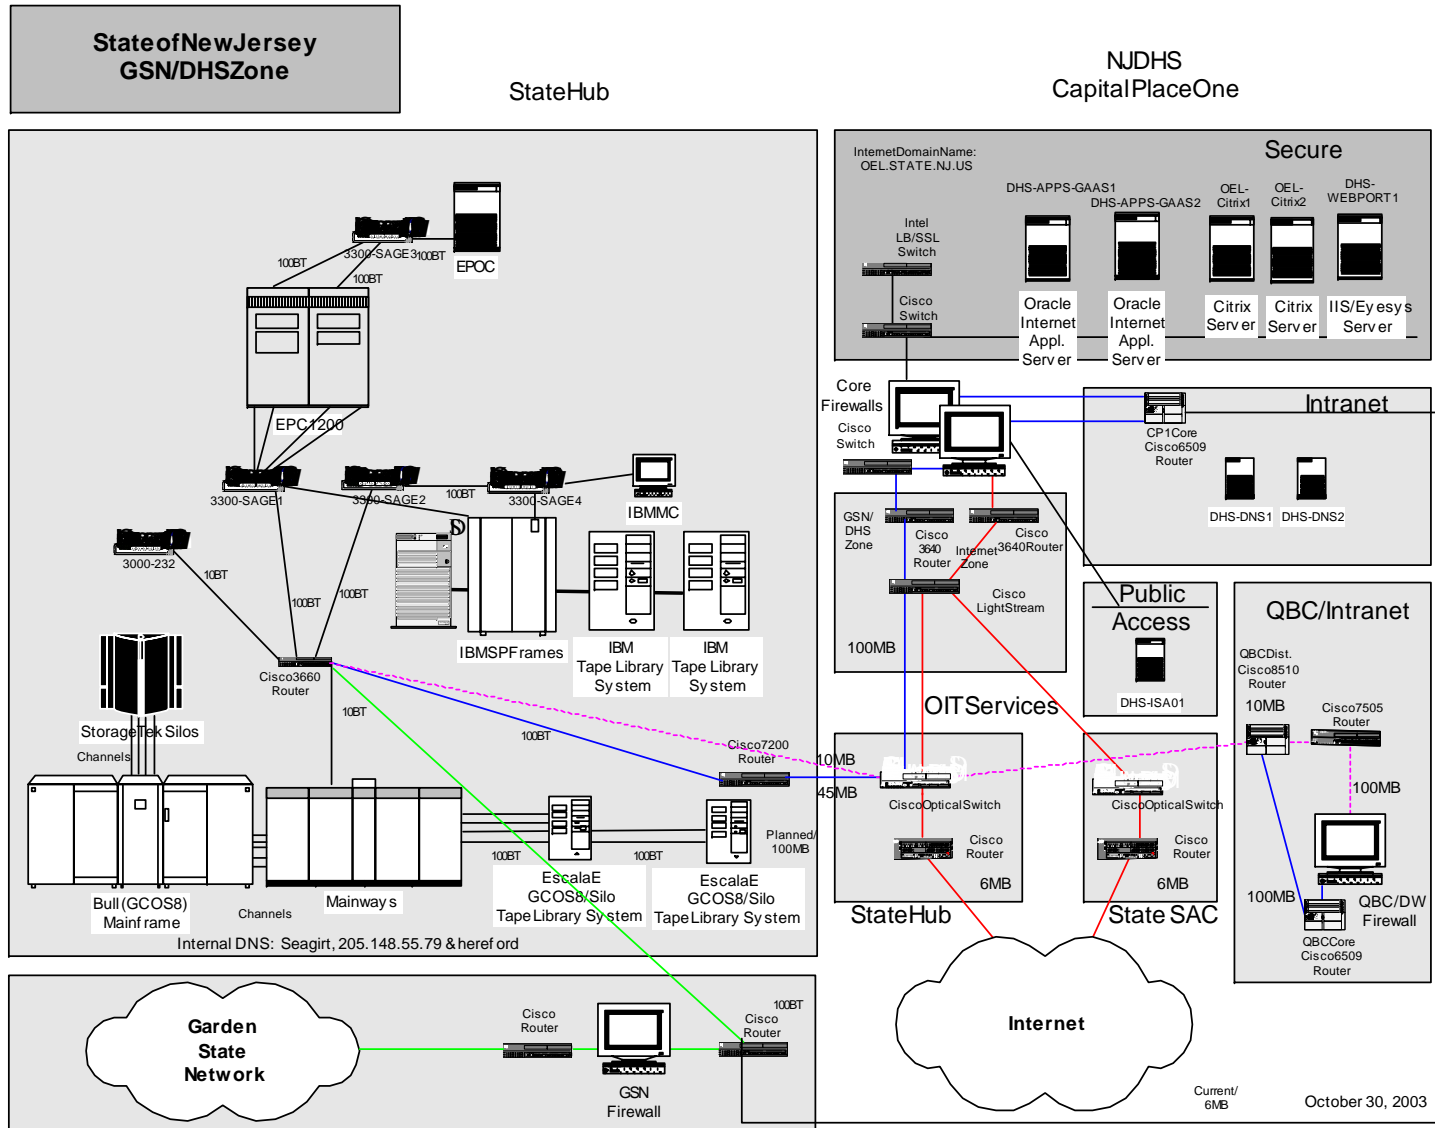 StateofNewJersey
GSN/DHSZone
StateHub
NJDHS
CapitalPlaceOne
InternetDomainName:
OEL.STATE.NJ.US
Secure
DHS-APPS-GAAS1
DHS-APPS-GAAS2
OEL-
Citrix1
OEL-
Citrix2
DHS-
WEBPORT1
Intel
LB/SSL
Switch
Cisco
Switch
Oracle
Internet
Appl.
Server
Oracle
Internet
Appl.
Server
Citrix
Server
Citrix
Server
IIS/Eyesys
Server
3300-SAGE3
100BT
EPOC
100BT
100BT
EPC1200
3300-SAGE1
3300-SAGE2
100BT
3300-SAGE4
IBMMC
3000-232
10BT
100BT
100BT
IBMSPFrames
IBM
Tape Library
System
IBM
Tape Library
System
Cisco3660
Router
StorageTek Silos
Channels
10BT
100BT
Cisco7200
Router
10MB
45MB
Bull (GCOS8)
Mainframe
Channels
Mainways
100BT
100BT
EscalaE
GCOS8/Silo
TapeLibrary System
EscalaE
GCOS8/Silo
TapeLibrary System
Planned/
100MB
Internal DNS: Seagirt, 205.148.55.79 & hereford
Core
Firewalls
Cisco
Switch
Intranet
CP1Core
Cisco6509
Router
DHS-DNS1
DHS-DNS2
GSN/
DHS
Zone
Cisco
3640
Router
Internet
Zone
Cisco
3640Router
Cisco
LightStream
100MB
OITServices
Public
Access
DHS-ISA01
QBC/Intranet
QBCDist.
Cisco8510
Router
10MB
Cisco7505
Router
100MB
CiscoOpticalSwitch
CiscoOpticalSwitch
Cisco
Router
6MB
StateHub
Cisco
Router
6MB
State SAC
100MB
QBC/DW
Firewall
QBCCore
Cisco6509
Router
Garden
State
Network
Cisco
Router
GSN
Firewall
100BT
Cisco
Router
Internet
Current/
6MB
October 30, 2003